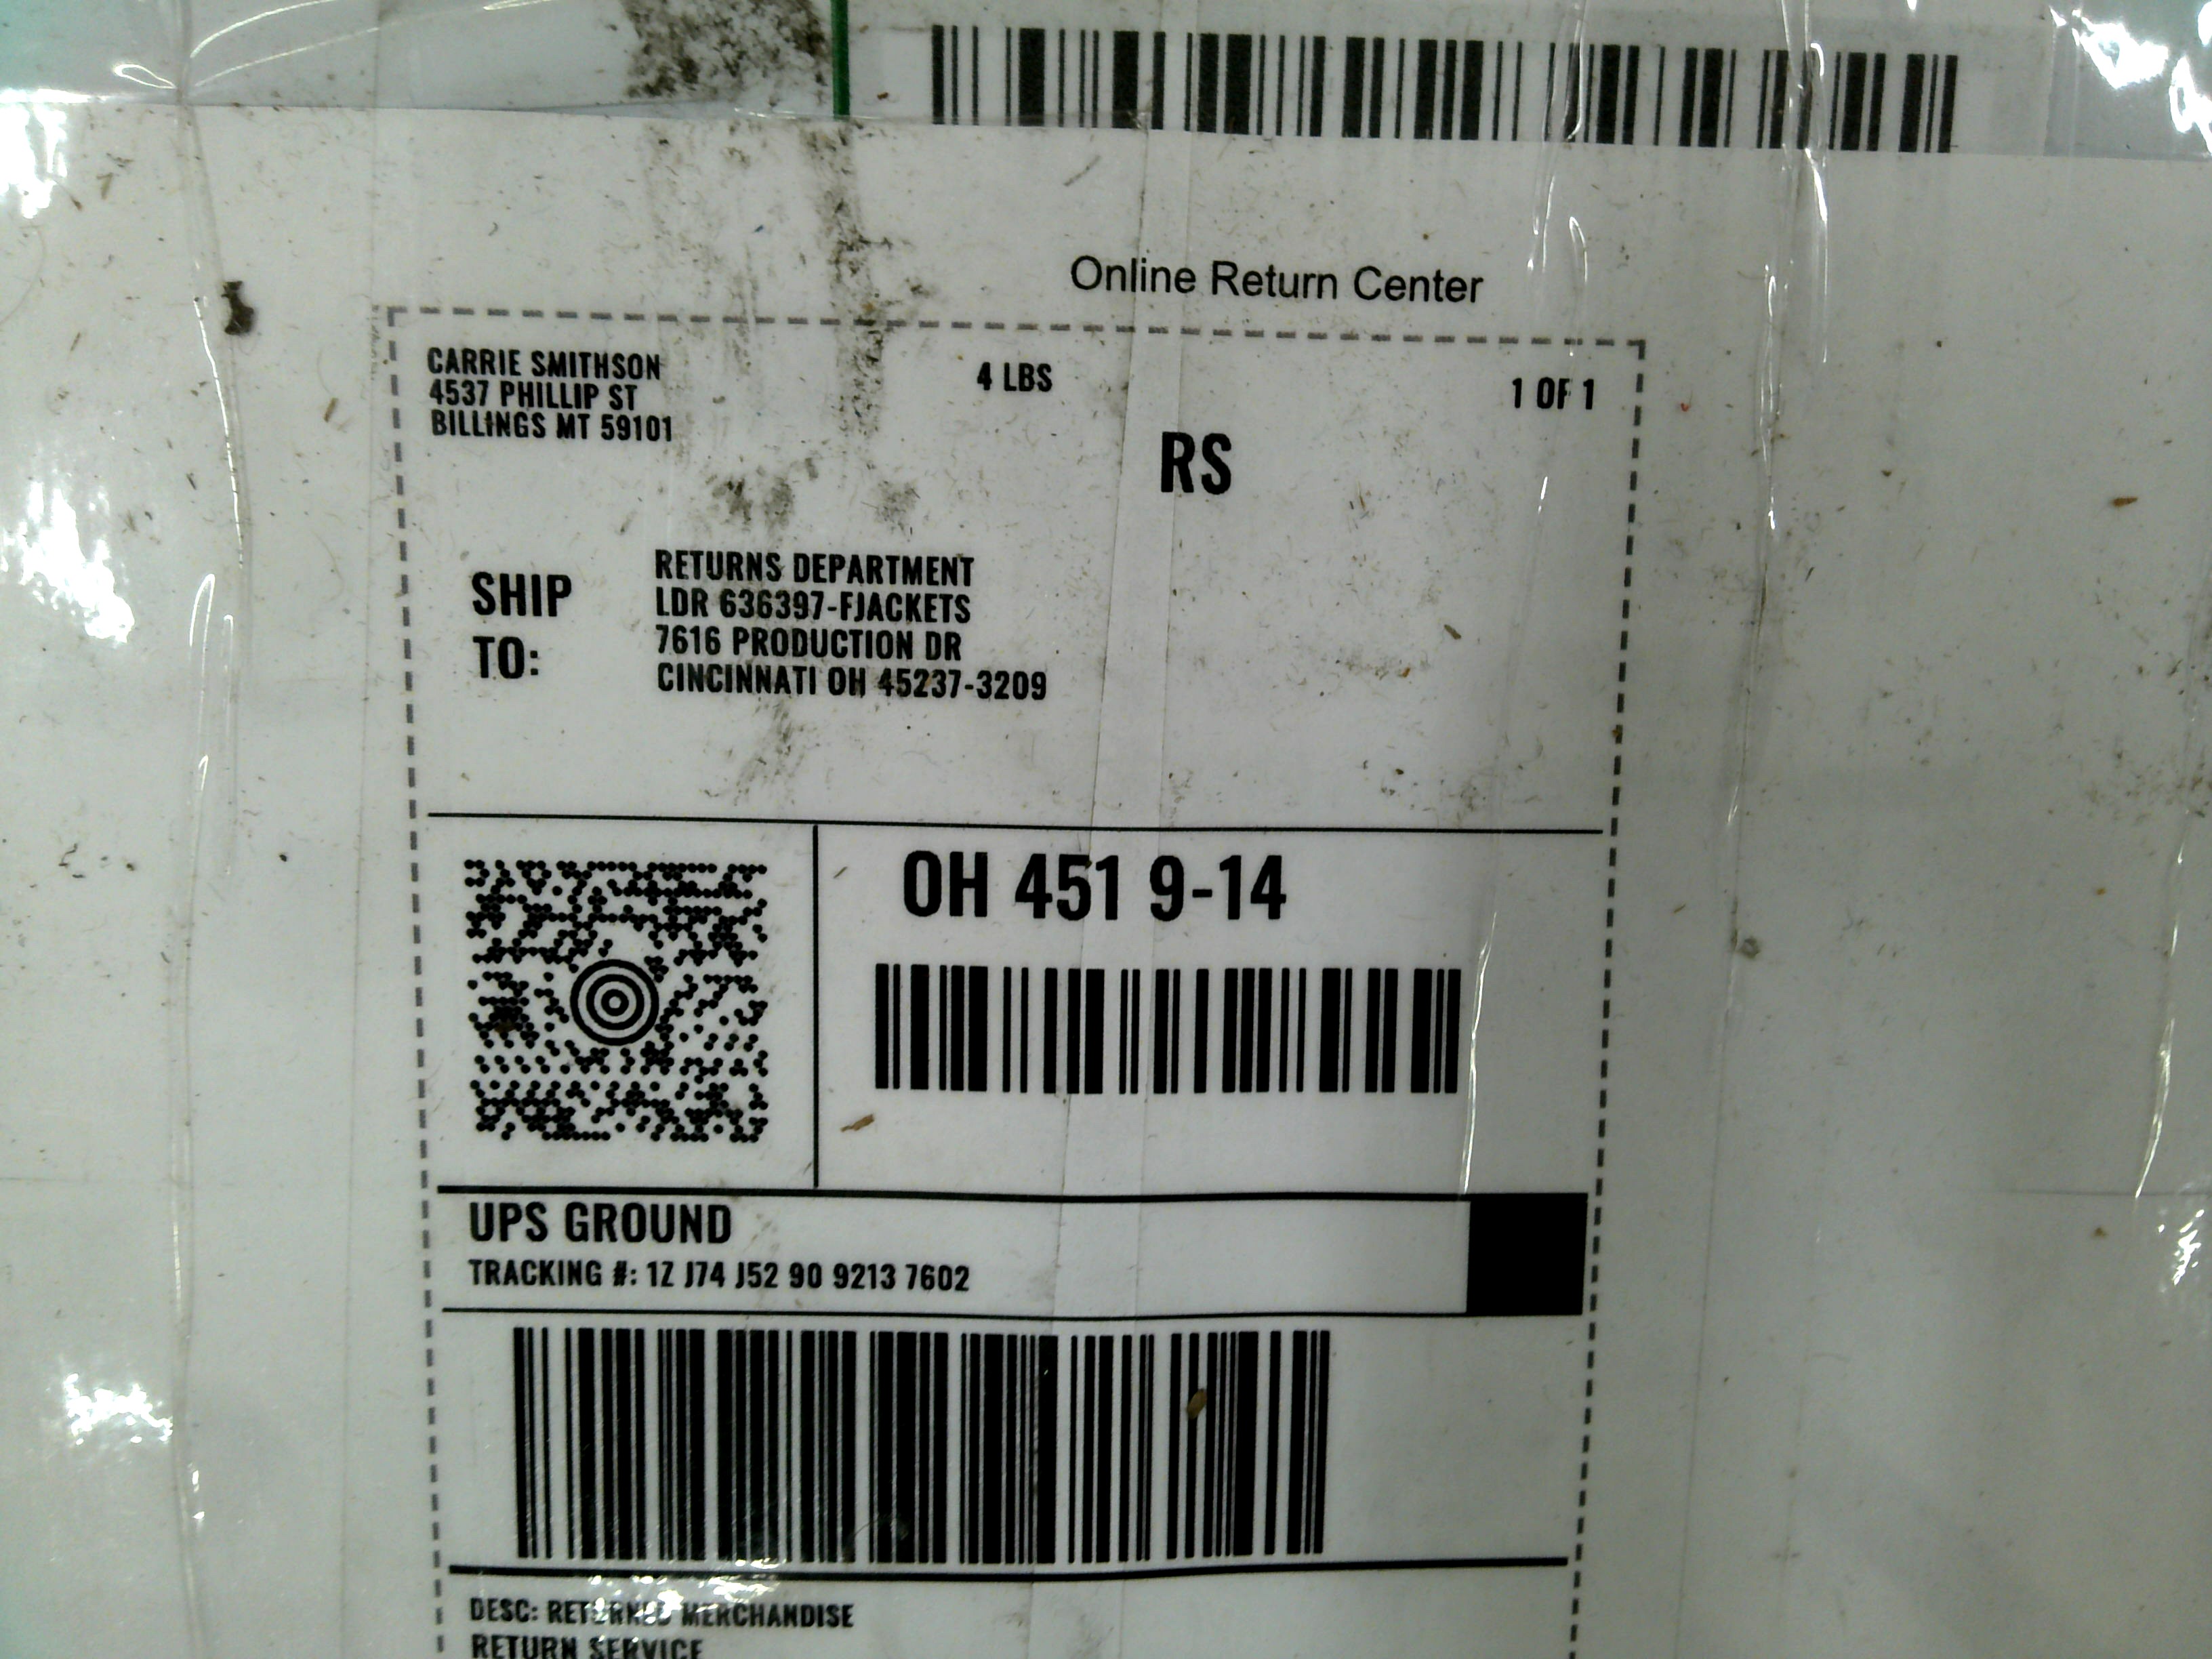 Online Return Center
CARRIE SMITHSON
4537 PHILLIP ST
BILLINGS MT 59101
4 LBS
1 OF 1
RS
SHIP
TO:
RETURNS DEPARTMENT
LDR 636397-FJACKETS
7616 PRODUCTION DR
CINCINNATI OH 45237-3209
OH 451 9-14
UPS GROUND
TRACKING #: 1Z J74 J52 90 9213 7602
DESC: RETURNED MERCHANDISE
RETURN SERVICE